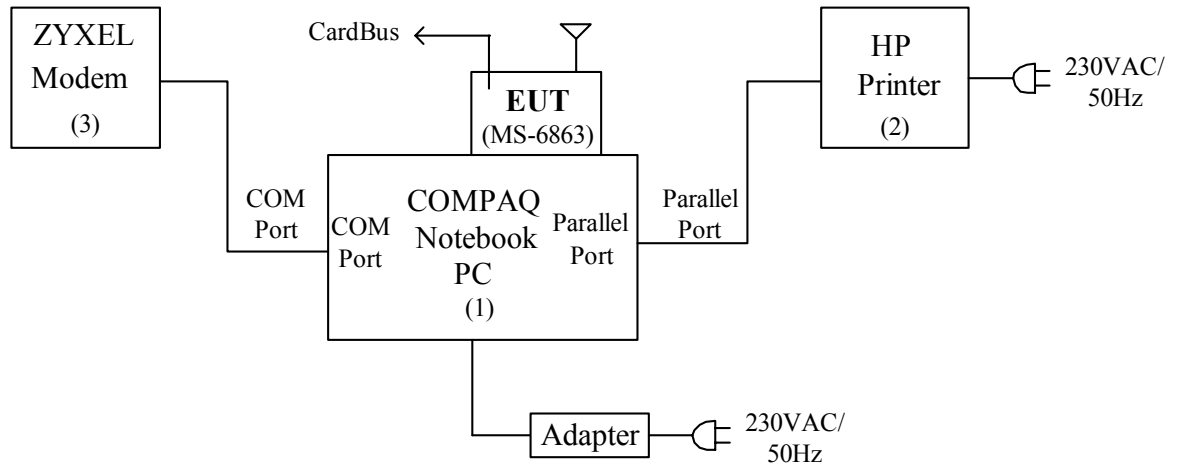 ZYXEL
Modem
(3)
CardBus
EUT
(MS-6863)
HP
Printer
(2)
230VAC/
50Hz
COM
Port
COM
Port
COMPAQ
Notebook
PC
(1)
Parallel
Port
Parallel
Port
Adapter
230VAC/
50Hz